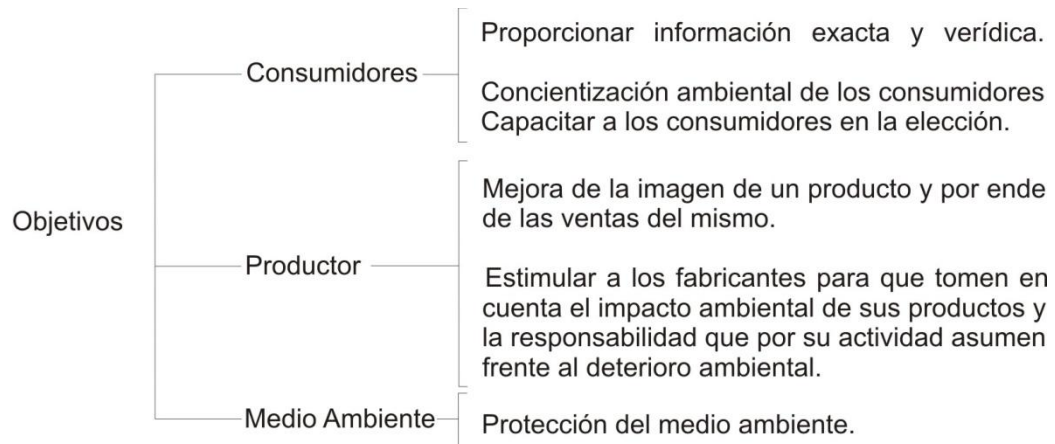 Objetivos
Consumidores
Proporcionar información exacta y verídica.
Concientización ambiental de los consumidores
Capacitar a los consumidores en la elección.
Productor
Mejora de la imagen de un producto y por ende
de las ventas del mismo.
Estimular a los fabricantes para que tomen en
cuenta el impacto ambiental de sus productos y
la responsabilidad que por su actividad asumen
frente al deterioro ambiental.
Medio Ambiente
Protección del medio ambiente.